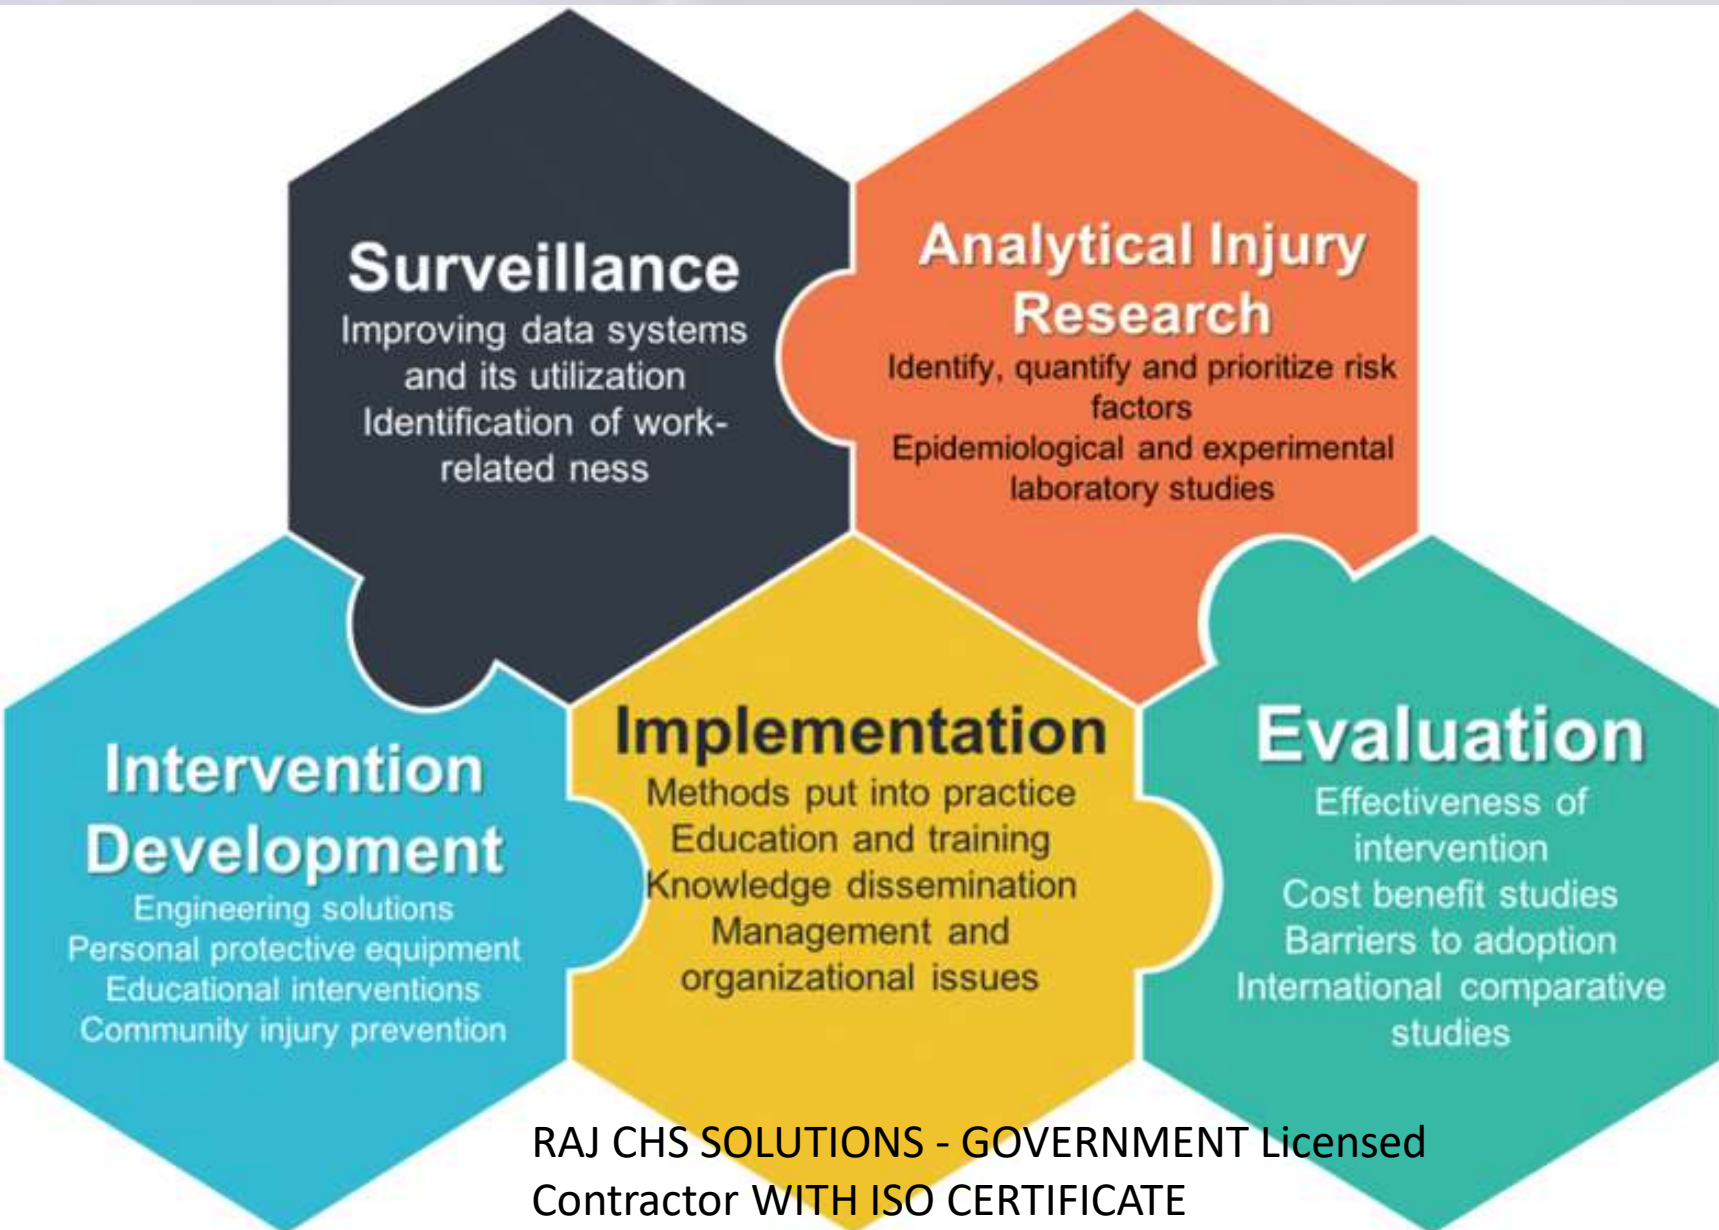 Surveillance
Improving data systems
and its utilization
Identification of work-
related ness
Analytical Injury
Research
Identify, quantify and prioritize risk
factors
Epidemiological and experimental
laboratory studies
Intervention
Development
Engineering solutions
Personal protective equipment
Educational interventions
Community injury prevention
Implementation
Methods put into practice
Education and training
Knowledge dissemination
Management and
organizational issues
Evaluation
Effectiveness of
intervention
Cost benefit studies
Barriers to adoption
International comparative
studies
RAJ CHS SOLUTIONS - GOVERNMENT Licensed
Contractor WITH ISO CERTIFICATE